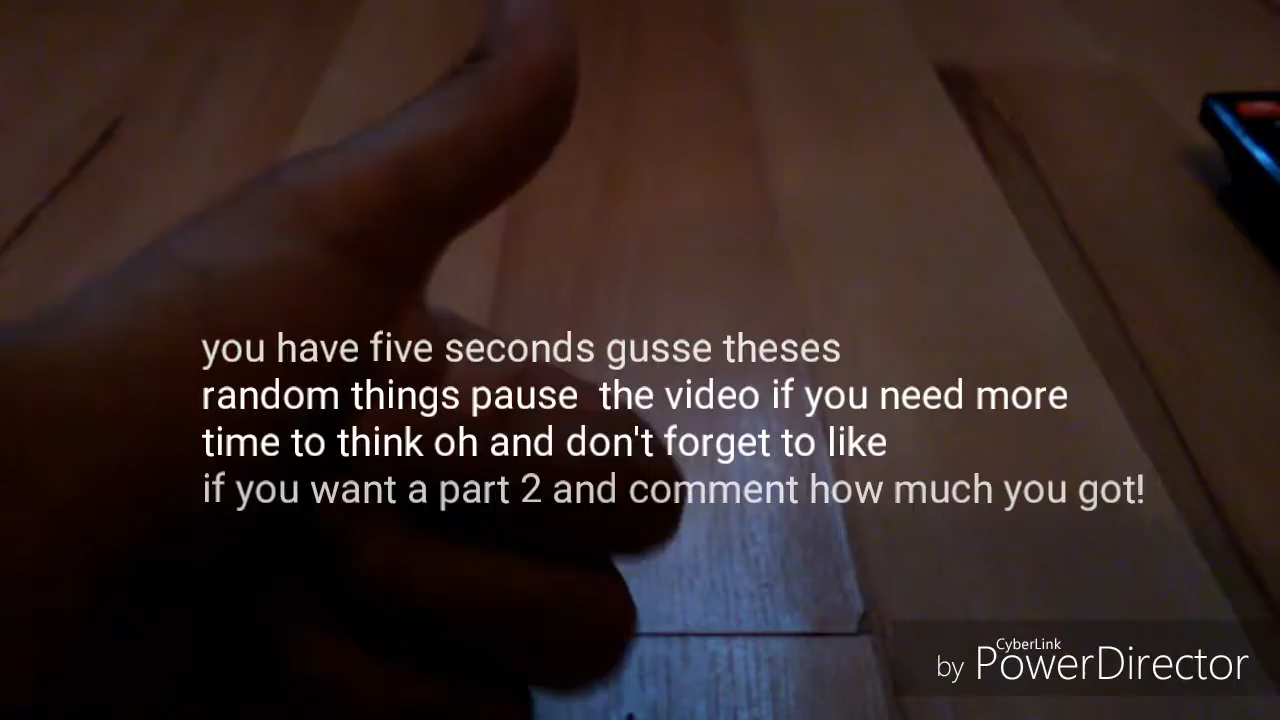 you have five seconds gusse theses
random things pause  the video if you need more
time to think oh and don't forget to like
if you want a part 2 and comment how much you got!
CyberLink
by PowerDirector